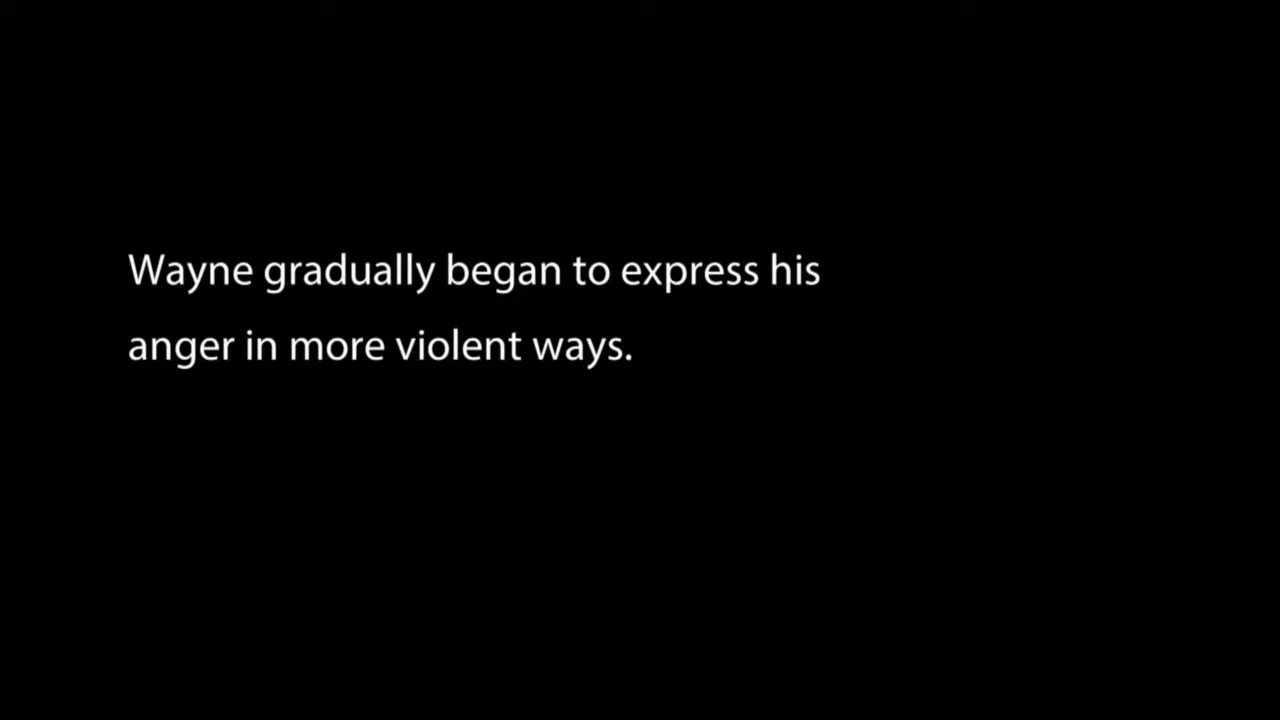 Wayne gradually began to express his
anger in more violent ways.